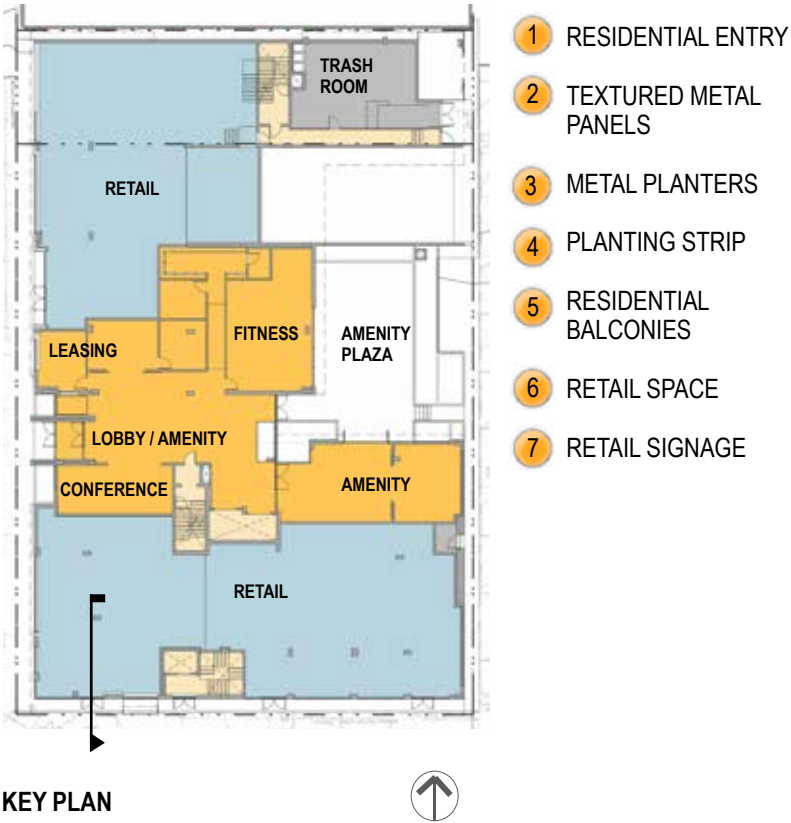 TRASH
ROOM
RETAIL
LEASING
FITNESS
AMENITY
PLAZA
LOBBY / AMENITY
CONFERENCE
AMENITY
RETAIL
KEY PLAN
1 RESIDENTIAL ENTRY
2 TEXTURED METAL
PANELS
3 METAL PLANTERS
4 PLANTING STRIP
5 RESIDENTIAL
BALCONIES
6 RETAIL SPACE
7 RETAIL SIGNAGE